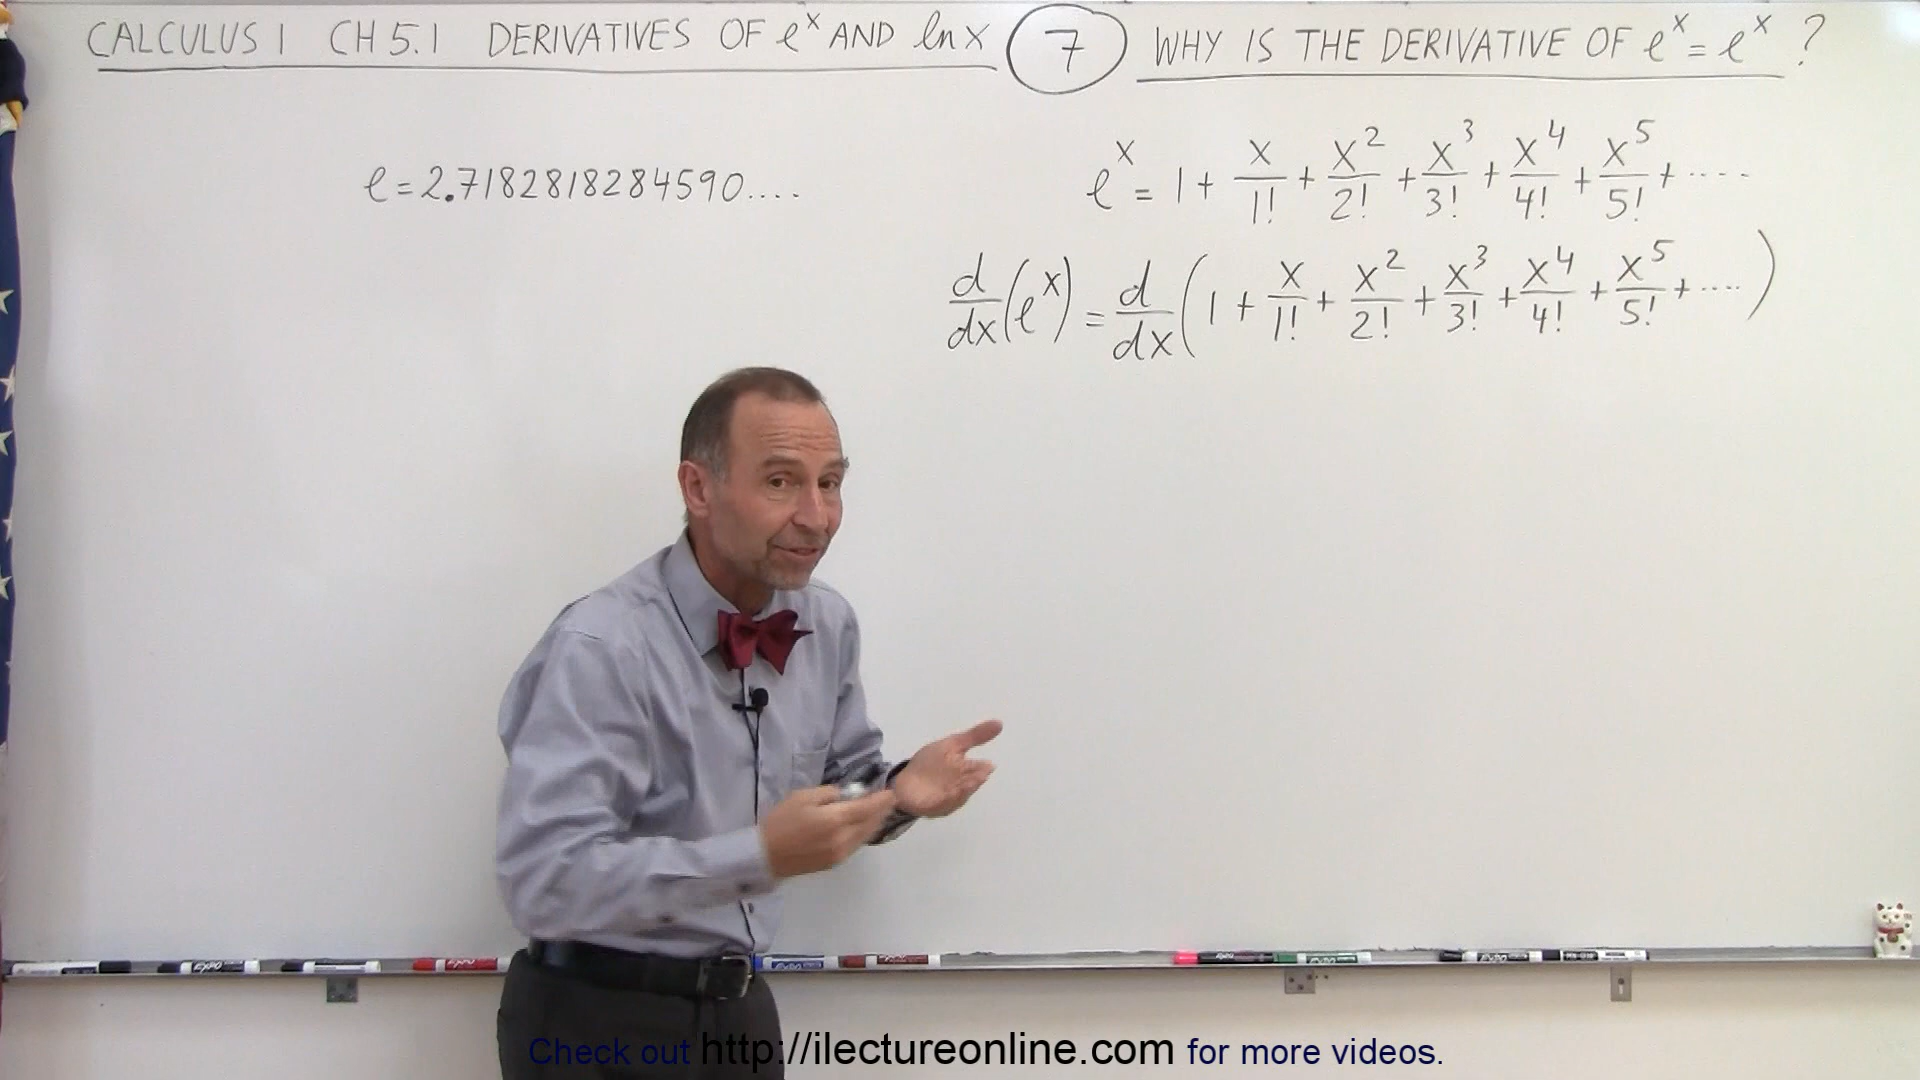 CALCULUS 1 CH 5.1 DERIVATIVES OF e^x AND ln x ⑦ WHY IS THE DERIVATIVE OF e^x = e^x ?
e = 2.7182818284590....
e^x = 1 + x/1! + x^2/2! + x^3/3! + x^4/4! + x^5/5! + ....
d/dx (e^x) = d/dx (1 + x/1! + x^2/2! + x^3/3! + x^4/4! + x^5/5! + ....)
EXPO
Check out http://ilectureonline.com for more videos.